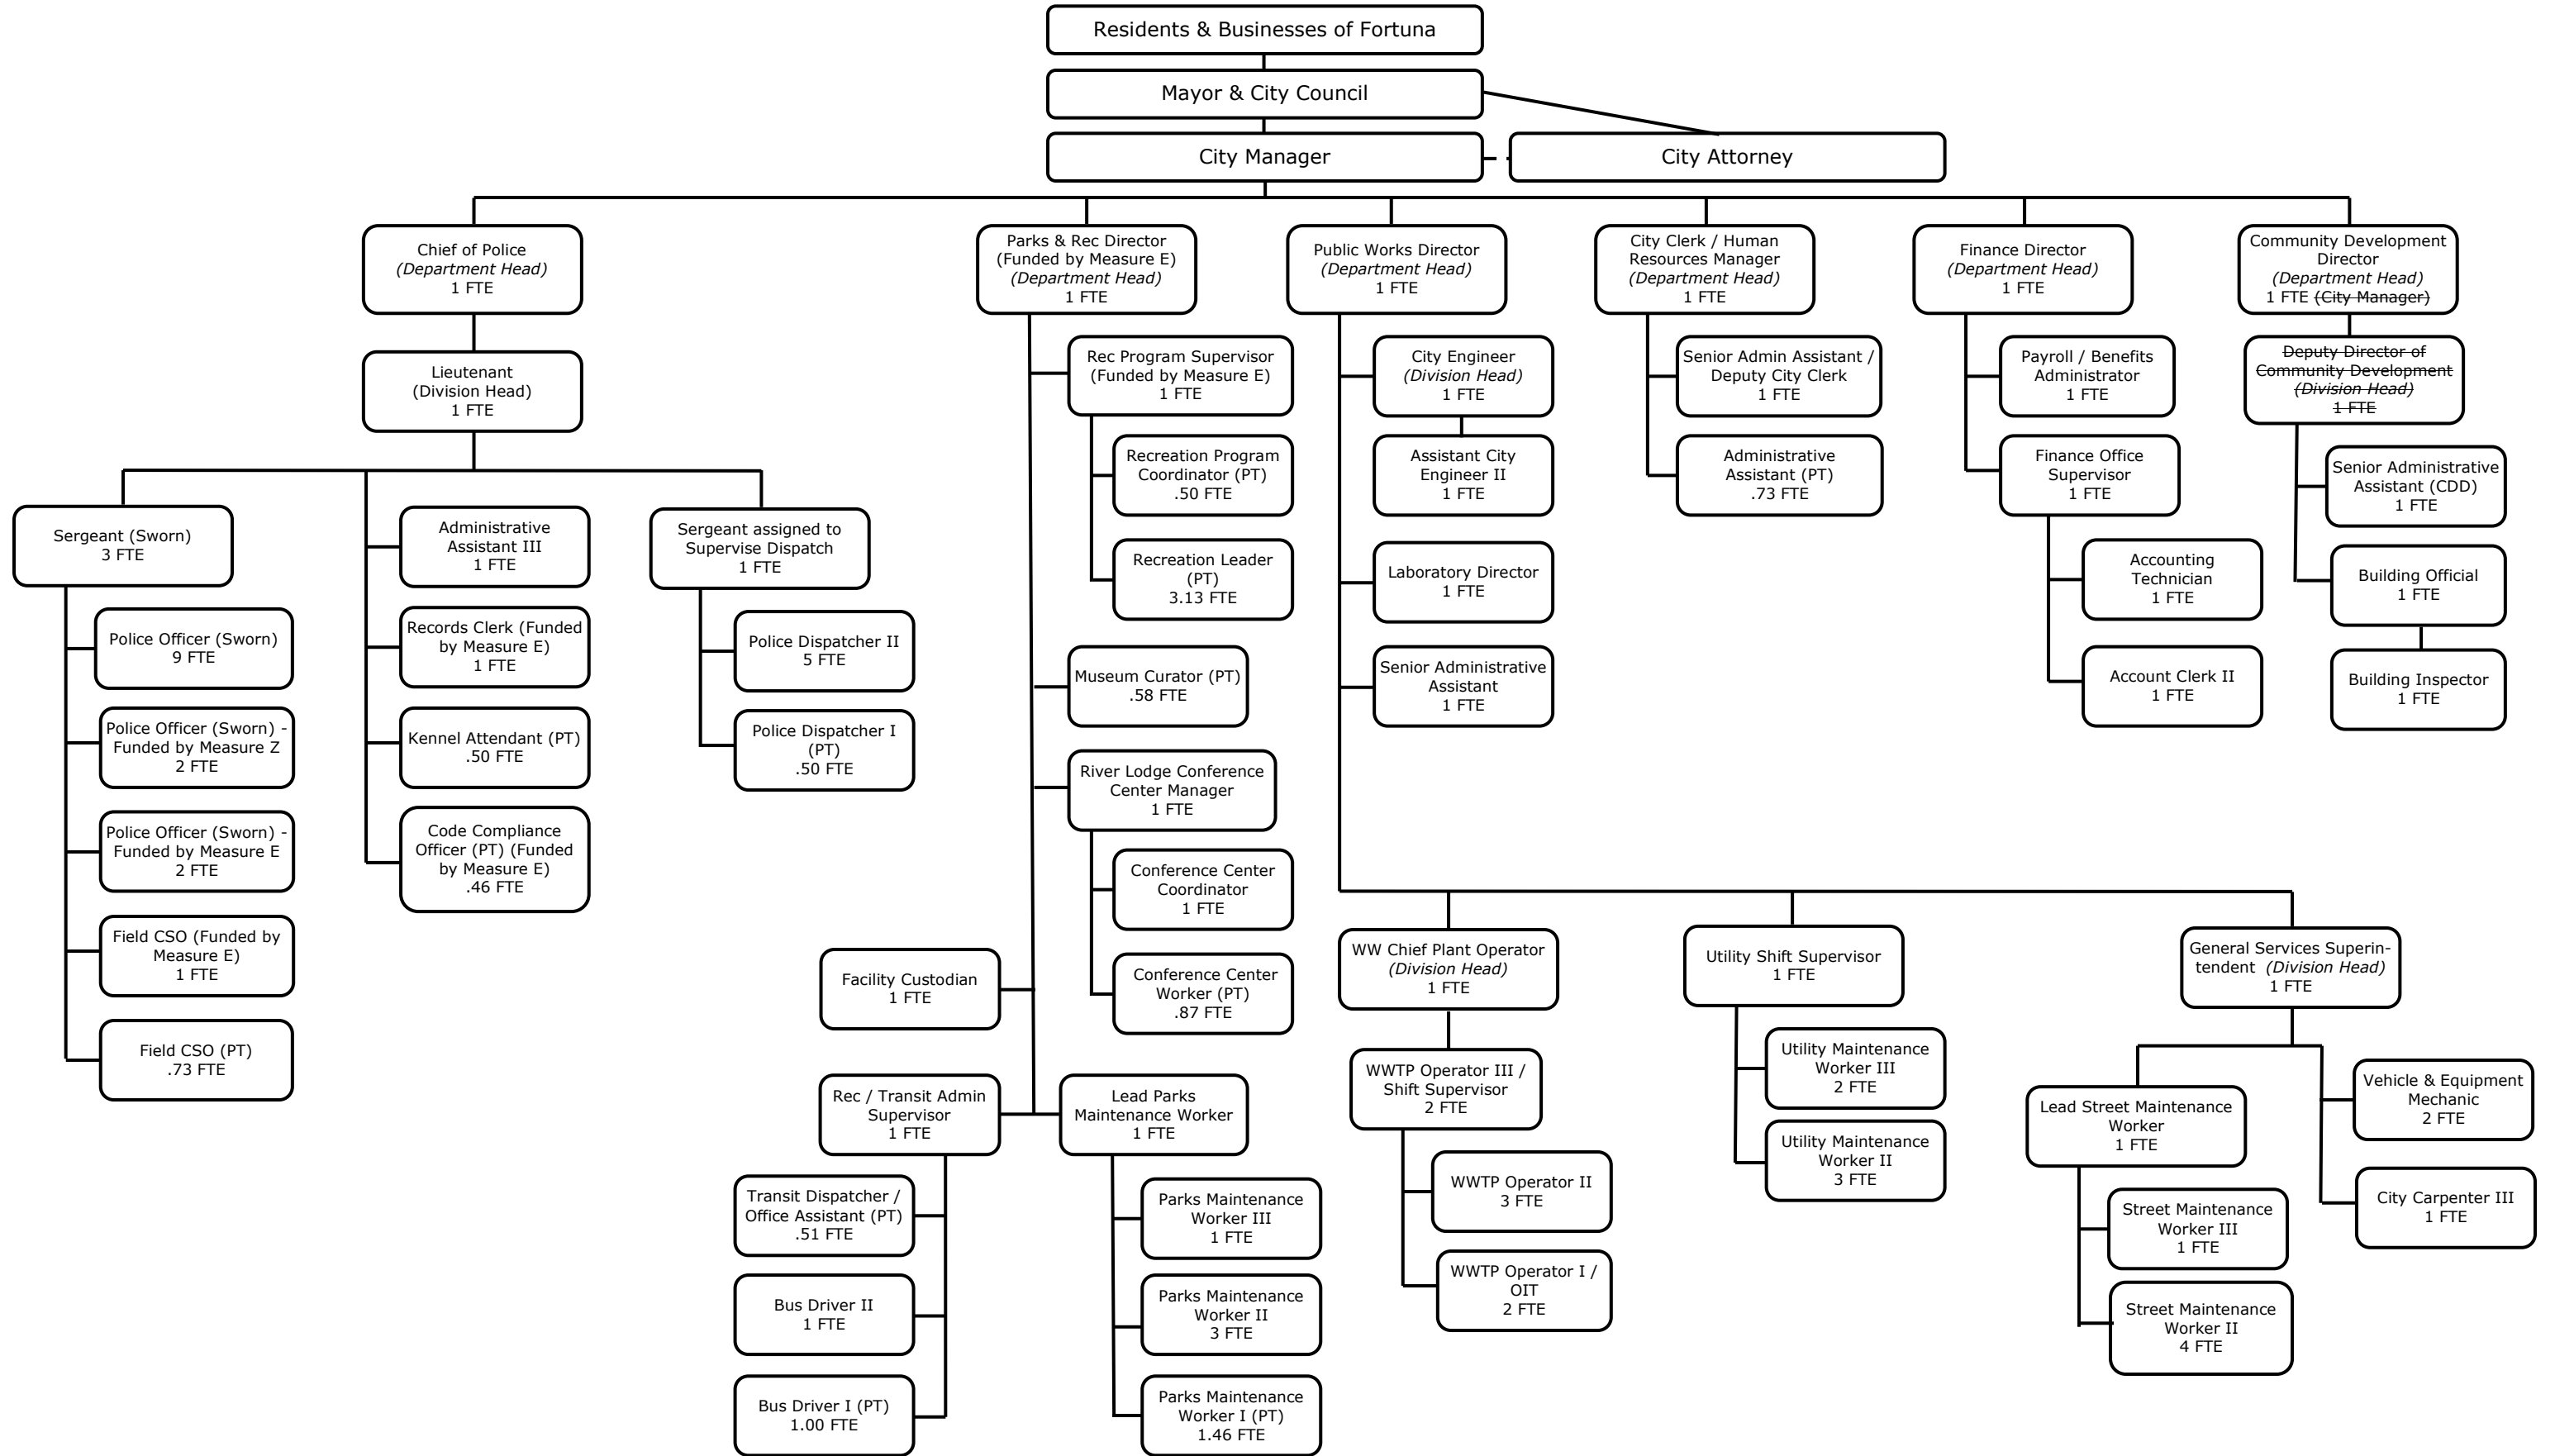 Residents & Businesses of Fortuna
Mayor & City Council
City Manager
City Attorney
Chief of Police
(Department Head)
1 FTE
Parks & Rec Director
(Funded by Measure E)
(Department Head)
1 FTE
Public Works Director
(Department Head)
1 FTE
City Clerk / Human
Resources Manager
(Department Head)
1 FTE
Finance Director
(Department Head)
1 FTE
Community Development
Director
(Department Head)
1 FTE (City Manager)
Lieutenant
(Division Head)
1 FTE
Sergeant (Sworn)
3 FTE
Police Officer (Sworn)
9 FTE
Police Officer (Sworn) -
Funded by Measure Z
2 FTE
Police Officer (Sworn) -
Funded by Measure E
2 FTE
Field CSO (Funded by
Measure E)
1 FTE
Field CSO (PT)
.73 FTE
Administrative
Assistant III
1 FTE
Records Clerk (Funded
by Measure E)
1 FTE
Kennel Attendant (PT)
.50 FTE
Code Compliance
Officer (PT) (Funded
by Measure E)
.46 FTE
Sergeant assigned to
Supervise Dispatch
1 FTE
Police Dispatcher II
5 FTE
Police Dispatcher I
(PT)
.50 FTE
Rec Program Supervisor
(Funded by Measure E)
1 FTE
Recreation Program
Coordinator (PT)
.50 FTE
Recreation Leader
(PT)
3.13 FTE
Museum Curator (PT)
.58 FTE
River Lodge Conference
Center Manager
1 FTE
Conference Center
Coordinator
1 FTE
Conference Center
Worker (PT)
.87 FTE
Facility Custodian
1 FTE
Rec / Transit Admin
Supervisor
1 FTE
Transit Dispatcher /
Office Assistant (PT)
.51 FTE
Bus Driver II
1 FTE
Bus Driver I (PT)
1.00 FTE
Lead Parks
Maintenance Worker
1 FTE
Parks Maintenance
Worker III
1 FTE
Parks Maintenance
Worker II
3 FTE
Parks Maintenance
Worker I (PT)
1.46 FTE
City Engineer
(Division Head)
1 FTE
Assistant City
Engineer II
1 FTE
Laboratory Director
1 FTE
Senior Administrative
Assistant
1 FTE
WW Chief Plant Operator
(Division Head)
1 FTE
WWTP Operator III /
Shift Supervisor
2 FTE
WWTP Operator II
3 FTE
WWTP Operator I /
OIT
2 FTE
Utility Shift Supervisor
1 FTE
Utility Maintenance
Worker III
2 FTE
Utility Maintenance
Worker II
3 FTE
General Services Superin-
tendent (Division Head)
1 FTE
Lead Street Maintenance
Worker
1 FTE
Street Maintenance
Worker III
1 FTE
Street Maintenance
Worker II
4 FTE
Vehicle & Equipment
Mechanic
2 FTE
City Carpenter III
1 FTE
Senior Admin Assistant /
Deputy City Clerk
1 FTE
Administrative
Assistant (PT)
.73 FTE
Payroll / Benefits
Administrator
1 FTE
Finance Office
Supervisor
1 FTE
Accounting
Technician
1 FTE
Account Clerk II
1 FTE
Deputy Director of
Community Development
(Division Head)
1 FTE
Senior Administrative
Assistant (CDD)
1 FTE
Building Official
1 FTE
Building Inspector
1 FTE